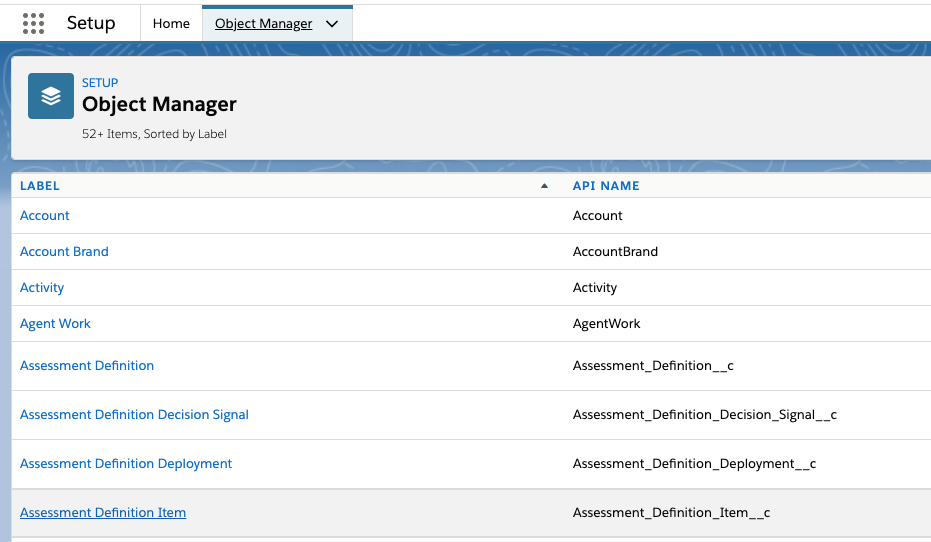 Setup Home Object Manager
SETUP
Object Manager
52+ Items, Sorted by Label
LABEL API NAME
Account Account
Account Brand AccountBrand
Activity Activity
Agent Work AgentWork
Assessment Definition Assessment_Definition__c
Assessment Definition Decision Signal Assessment_Definition_Decision_Signal__c
Assessment Definition Deployment Assessment_Definition_Deployment__c
Assessment Definition Item Assessment_Definition_Item__c